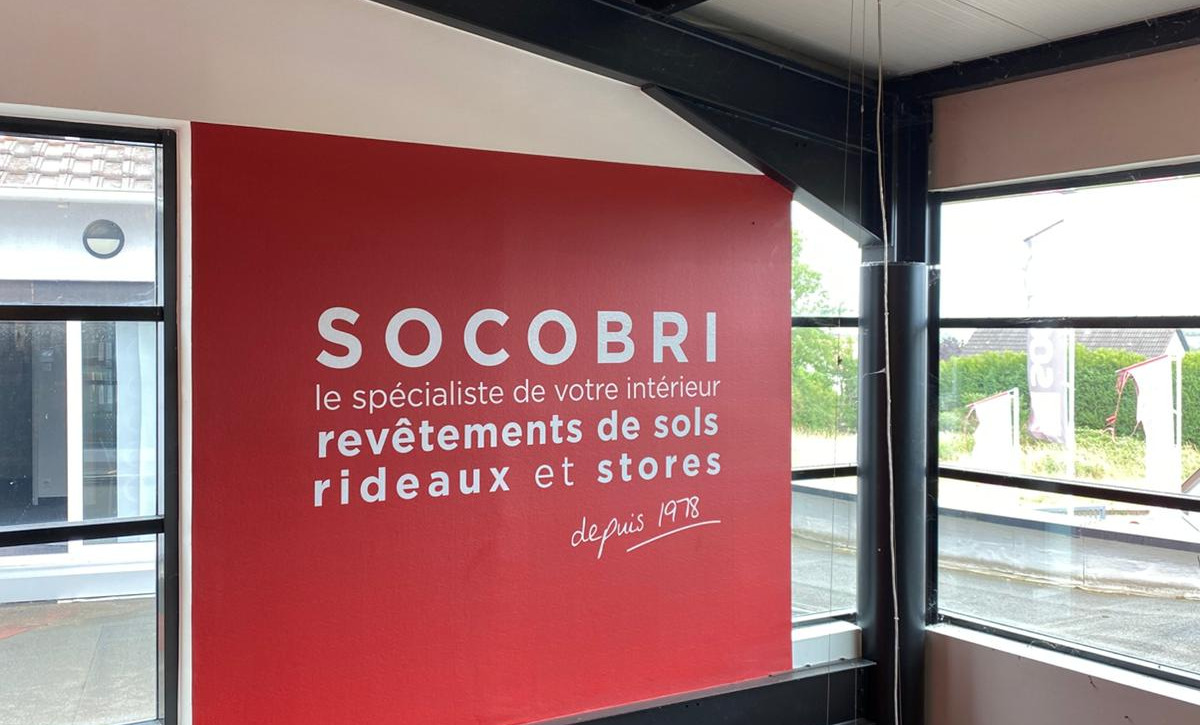 SOCOBRI
le spécialiste de votre intérieur
revêtements de sols
rideaux et stores
depuis 1978